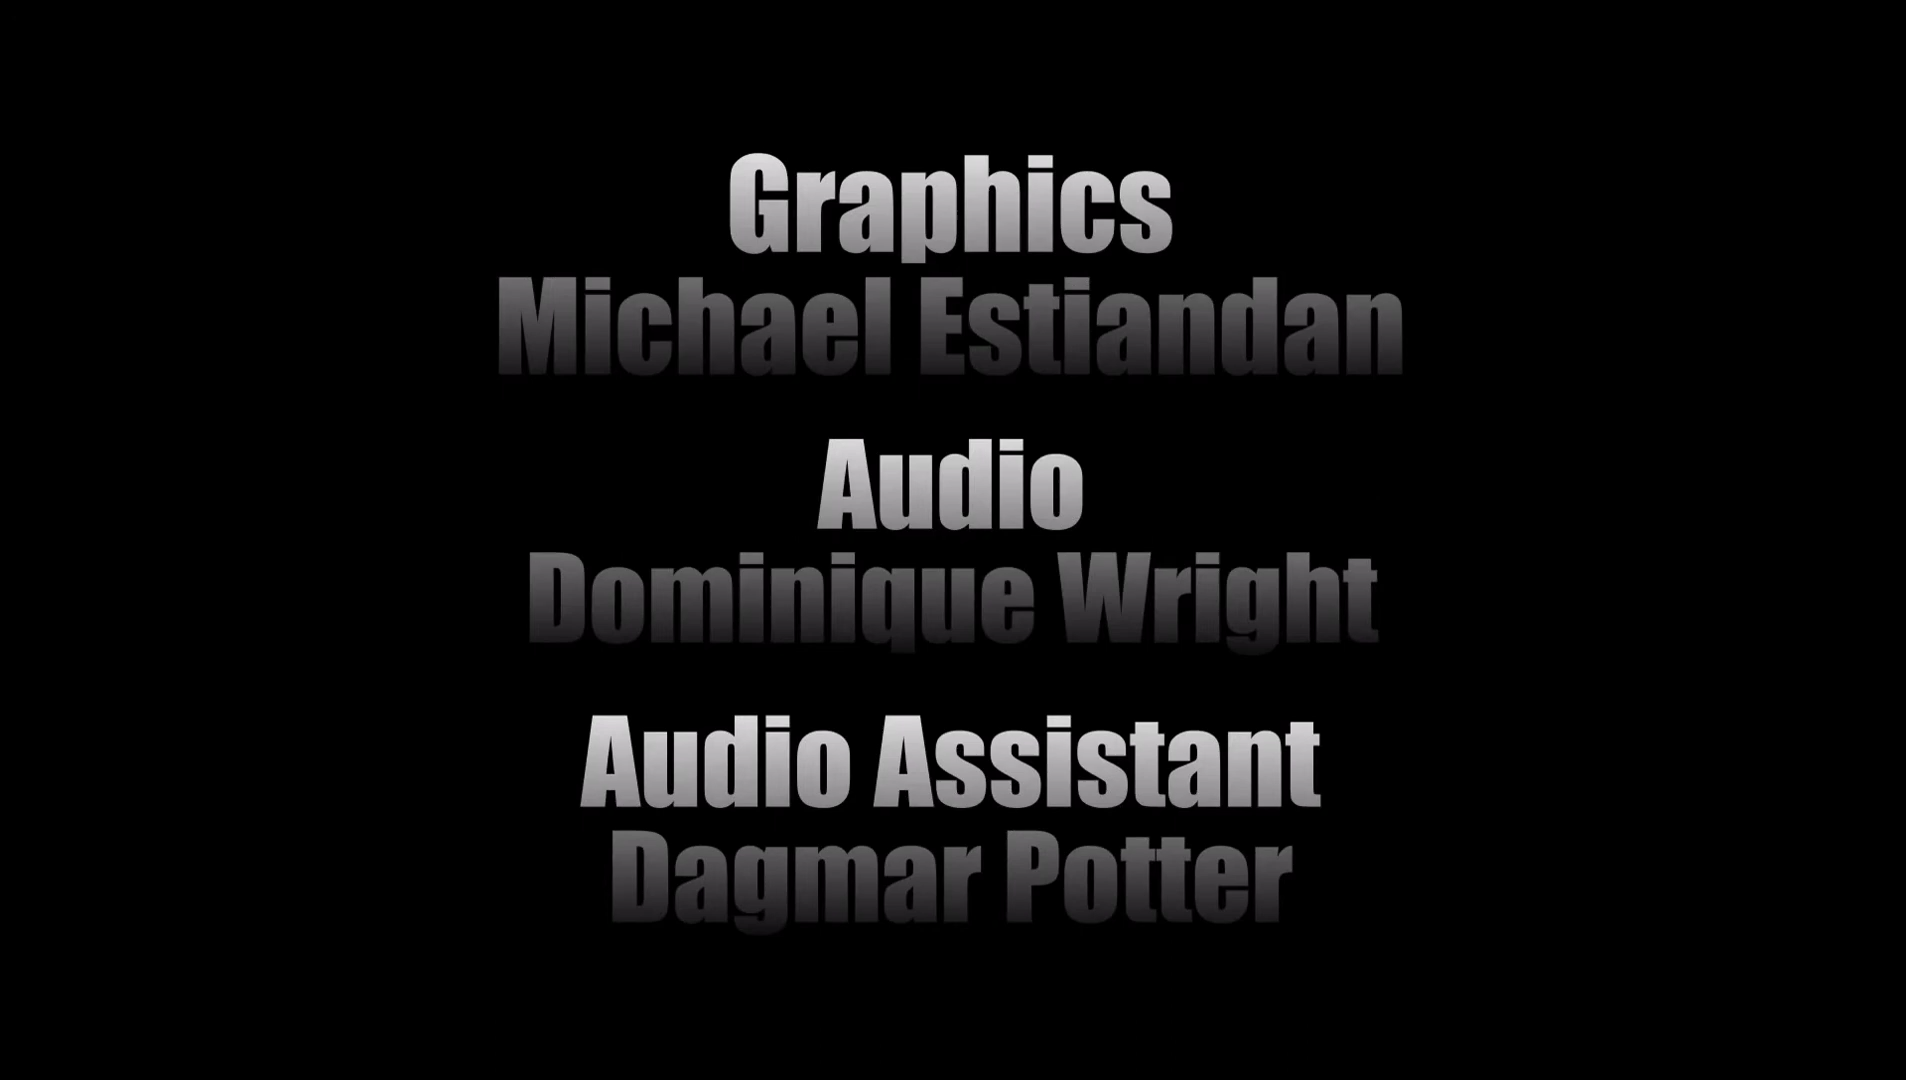 Graphics
Michael Estiandan
Audio
Dominique Wright
Audio Assistant
Dagmar Potter